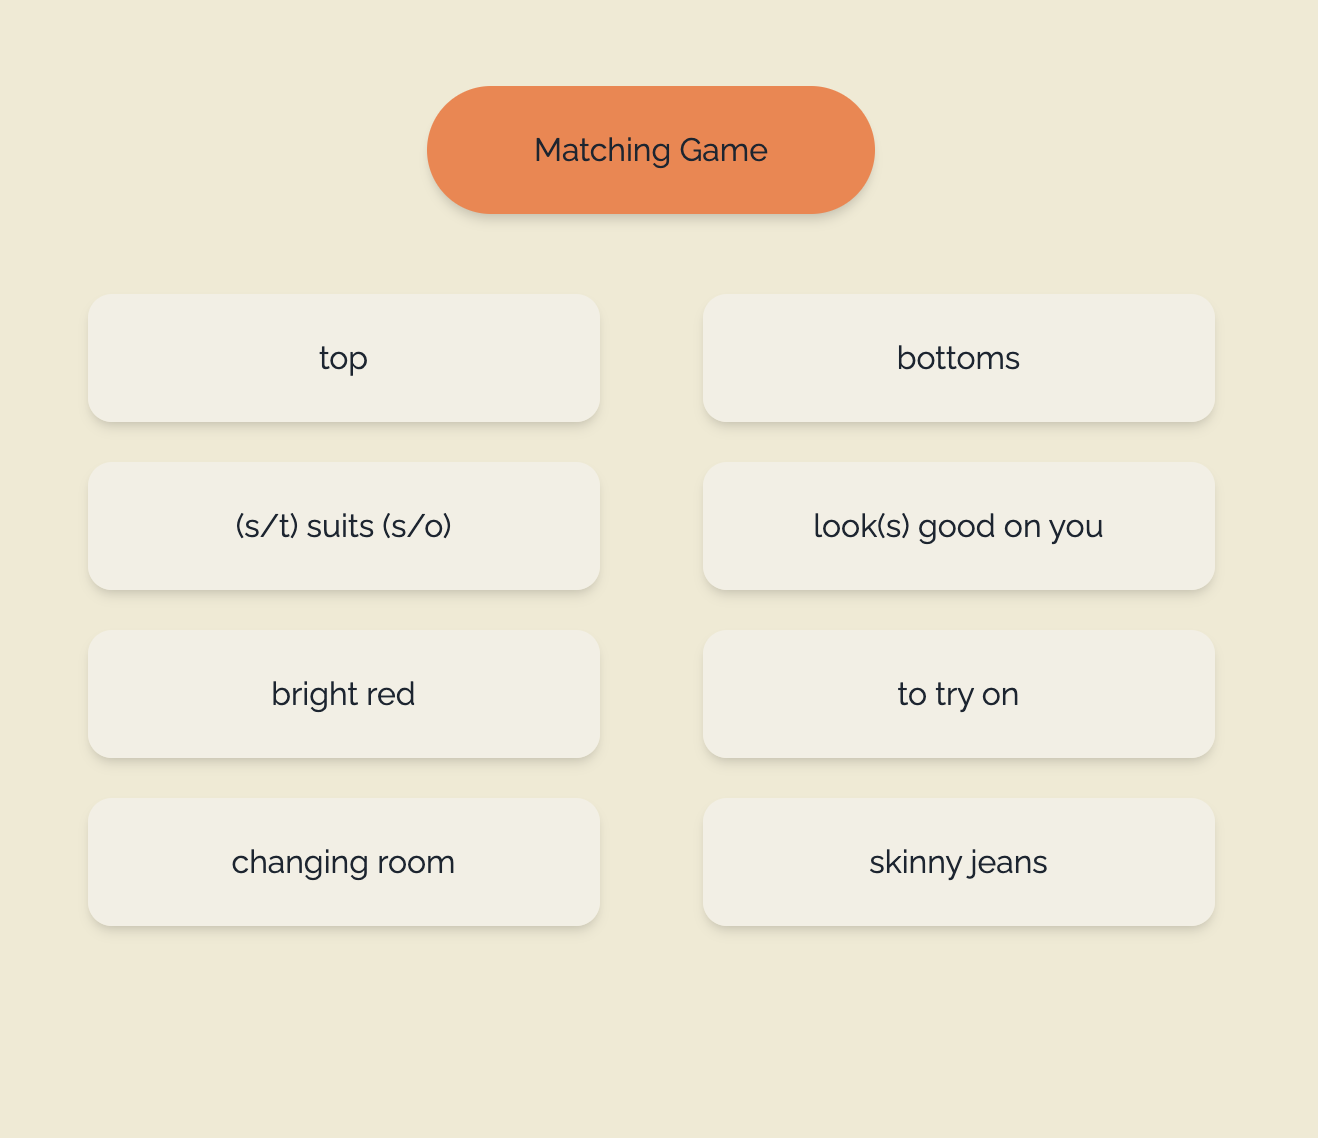 Matching Game
top
bottoms
(s/t) suits (s/o)
look(s) good on you
bright red
to try on
changing room
skinny jeans